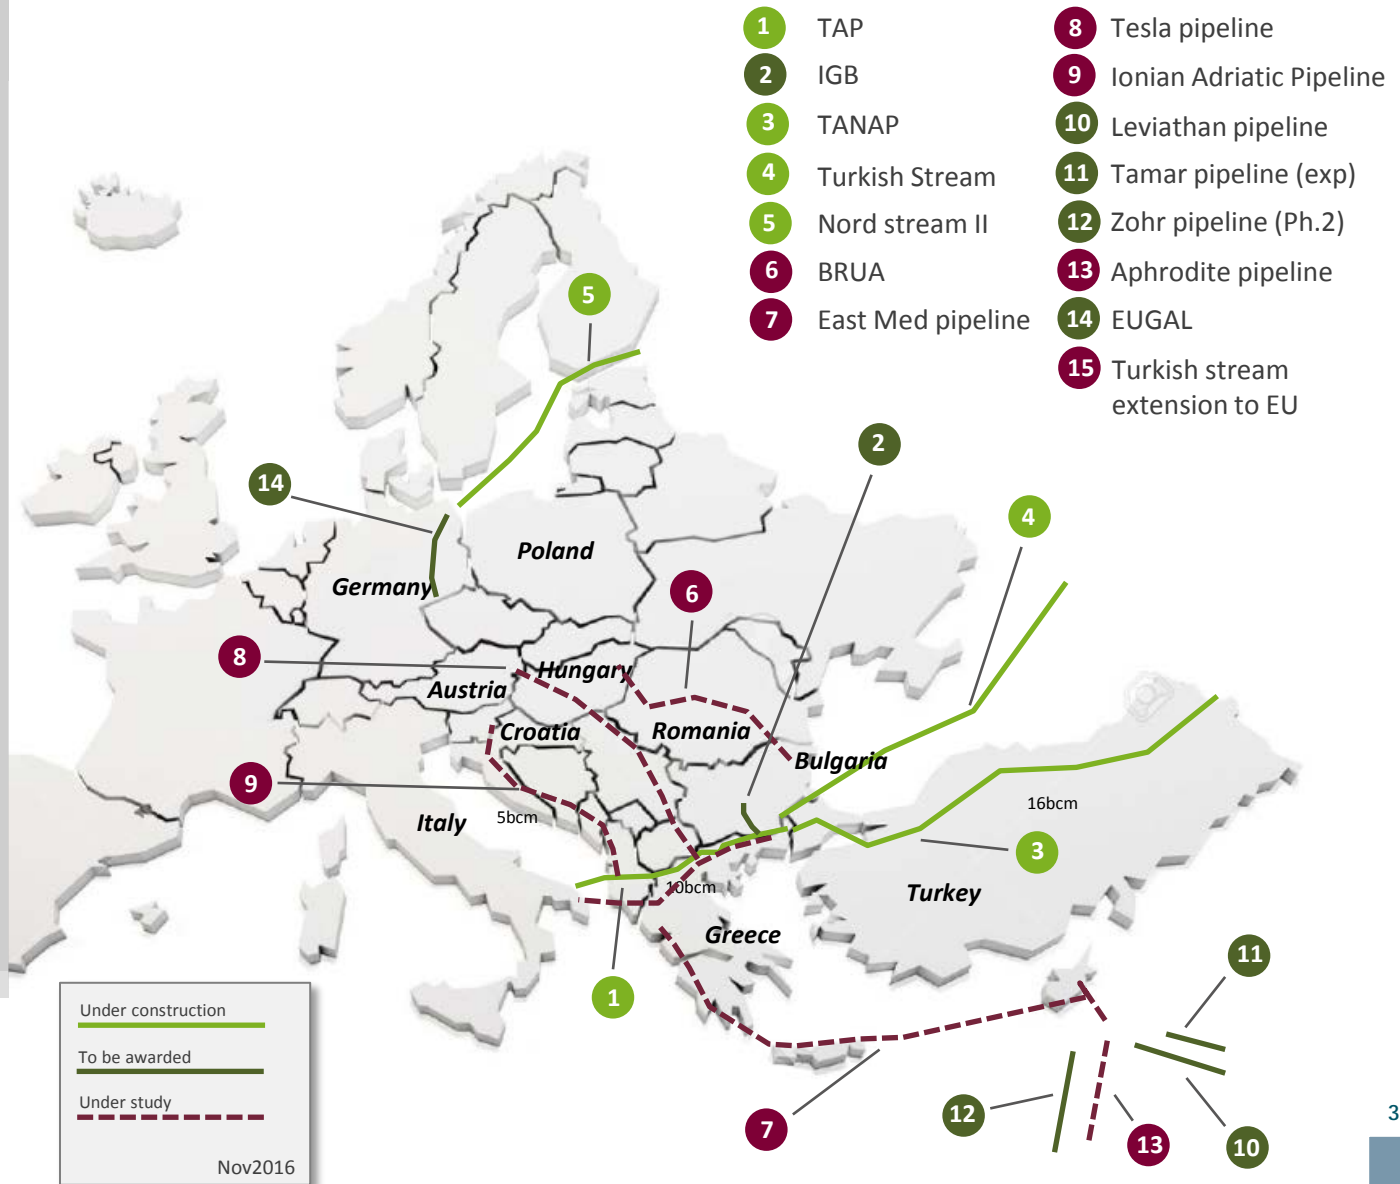 1 TAP
2 IGB
3 TANAP
4 Turkish Stream
5 Nord stream II
6 BRUA
7 East Med pipeline
8 Tesla pipeline
9 Ionian Adriatic Pipeline
10 Leviathan pipeline
11 Tamar pipeline (exp)
12 Zohr pipeline (Ph.2)
13 Aphrodite pipeline
14 EUGAL
15 Turkish stream
extension to EU
5
2
14
4
Poland
Germany
6
8
Hungary
Austria
Croatia
Romania
Bulgaria
9
16bcm
5bcm
Italy
3
10bcm
Turkey
Greece
11
1
12
7
13
10
Under construction
To be awarded
Under study
Nov2016
3